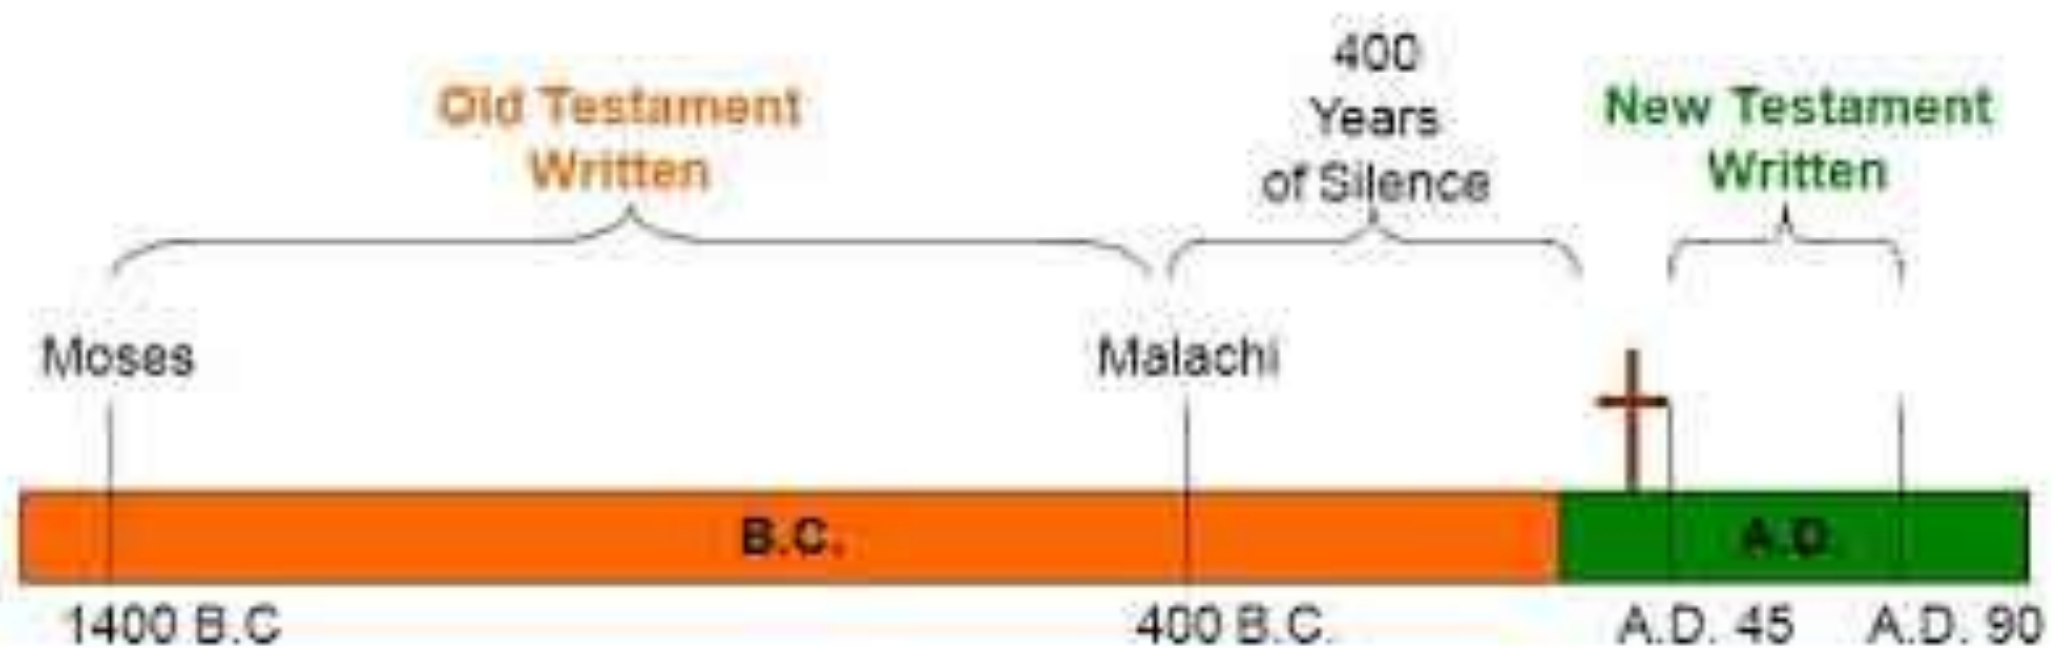 Old Testament
Written
400
Years
of Silence
New Testament
Written
Moses
Malachi
B.C.
A.D.
1400 B.C
400 B.C.
A.D. 45
A.D. 90